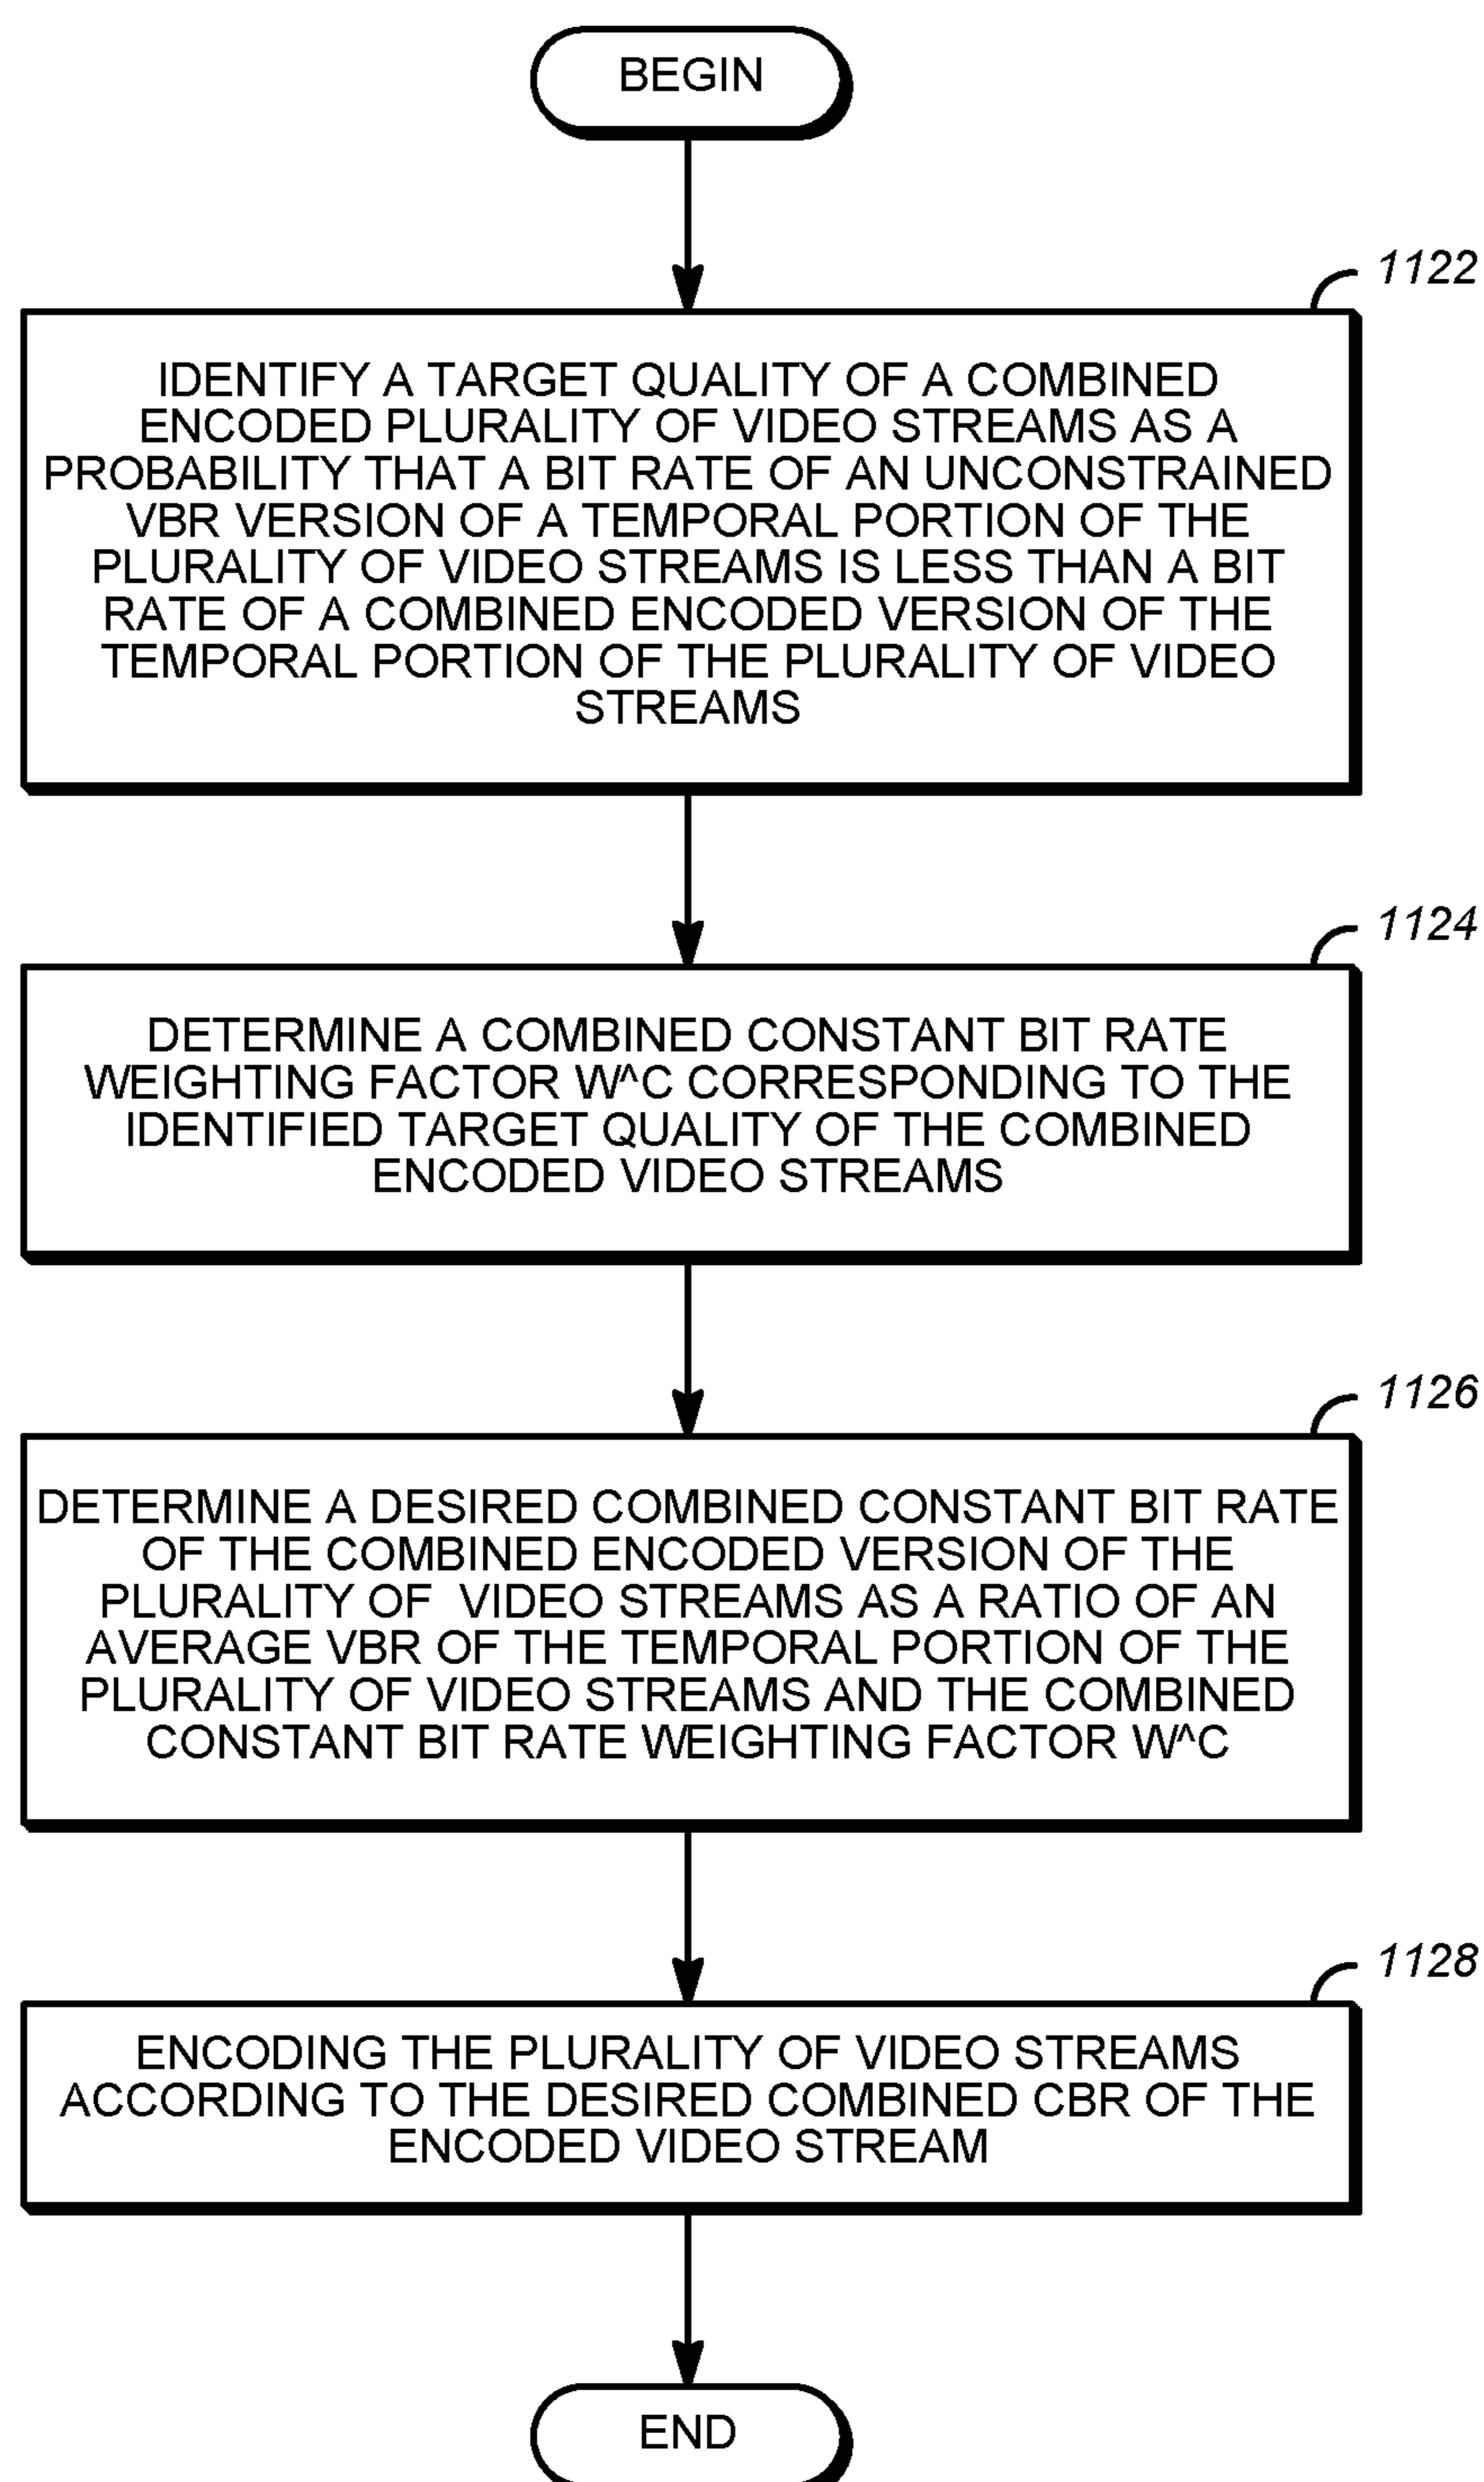 BEGIN
1122
IDENTIFY A TARGET QUALITY OF A COMBINED
ENCODED PLURALITY OF VIDEO STREAMS AS A
PROBABILITY THAT A BIT RATE OF AN UNCONSTRAINED
VBR VERSION OF A TEMPORAL PORTION OF THE
PLURALITY OF VIDEO STREAMS IS LESS THAN A BIT
RATE OF A COMBINED ENCODED VERSION OF THE
TEMPORAL PORTION OF THE PLURALITY OF VIDEO
STREAMS
1124
DETERMINE A COMBINED CONSTANT BIT RATE
WEIGHTING FACTOR W^C CORRESPONDING TO THE
IDENTIFIED TARGET QUALITY OF THE COMBINED
ENCODED VIDEO STREAMS
1126
DETERMINE A DESIRED COMBINED CONSTANT BIT RATE
OF THE COMBINED ENCODED VERSION OF THE
PLURALITY OF VIDEO STREAMS AS A RATIO OF AN
AVERAGE VBR OF THE TEMPORAL PORTION OF THE
PLURALITY OF VIDEO STREAMS AND THE COMBINED
CONSTANT BIT RATE WEIGHTING FACTOR W^C
1128
ENCODING THE PLURALITY OF VIDEO STREAMS
ACCORDING TO THE DESIRED COMBINED CBR OF THE
ENCODED VIDEO STREAM
END